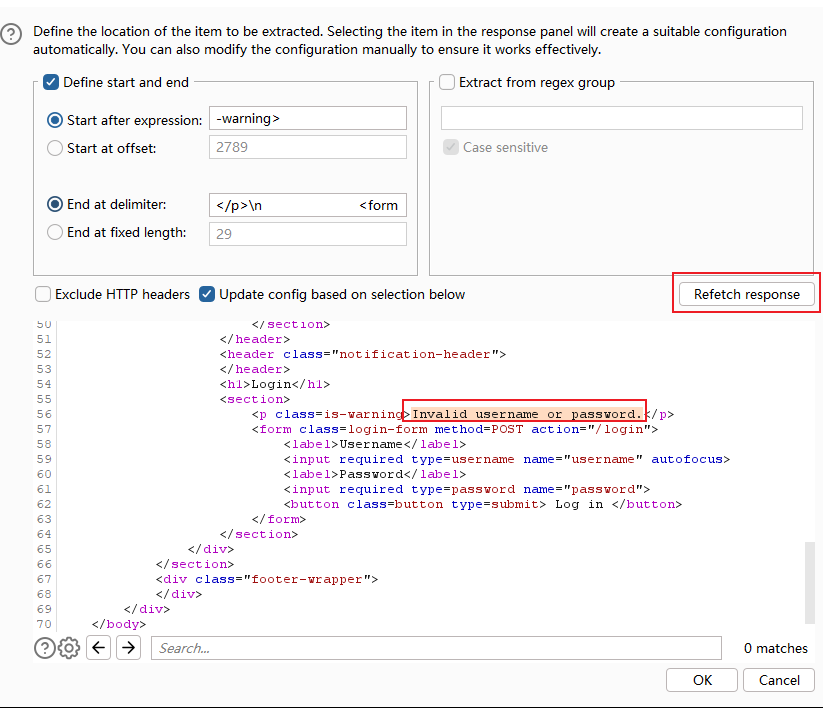 Define the location of the item to be extracted. Selecting the item in the response panel will create a suitable configuration
automatically. You can also modify the configuration manually to ensure it works effectively.
Define start and end
Start after expression: -warning>
Start at offset: 2789
End at delimiter: </p>\n <form
End at fixed length: 29
Extract from regex group
Case sensitive
Exclude HTTP headers Update config based on selection below Refetch response
50 </section>
51 </header>
52 <header class="notification-header">
53 </header>
54 <h1>Login</h1>
55 <section>
56 <p class=is-warning>Invalid username or password.</p>
57 <form class=login-form method=POST action="/login">
58 <label>Username</label>
59 <input required type=username name="username" autofocus>
60 <label>Password</label>
61 <input required type=password name="password">
62 <button class=button type=submit> Log in </button>
63 </form>
64 </section>
65 </div>
66 </section>
67 <div class="footer-wrapper">
68 </div>
69 </div>
70 </body>
Search... 0 matches
OK Cancel